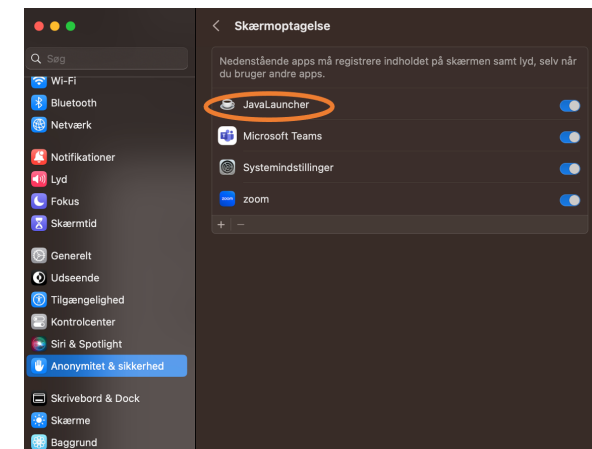 Skærmoptagelse
Søg
Wi-Fi
Bluetooth
Netværk
Notifikationer
Lyd
Fokus
Skærmtid
Generelt
Udseende
Tilgængelighed
Kontrolcenter
Siri & Spotlight
Anonymitet & sikkerhed
Skrivebord & Dock
Skærme
Baggrund
Nedenstående apps må registrere indholdet på skærmen samt lyd, selv når
du bruger andre apps.
JavaLauncher
Microsoft Teams
Systemindstillinger
zoom
zoom
+ | −